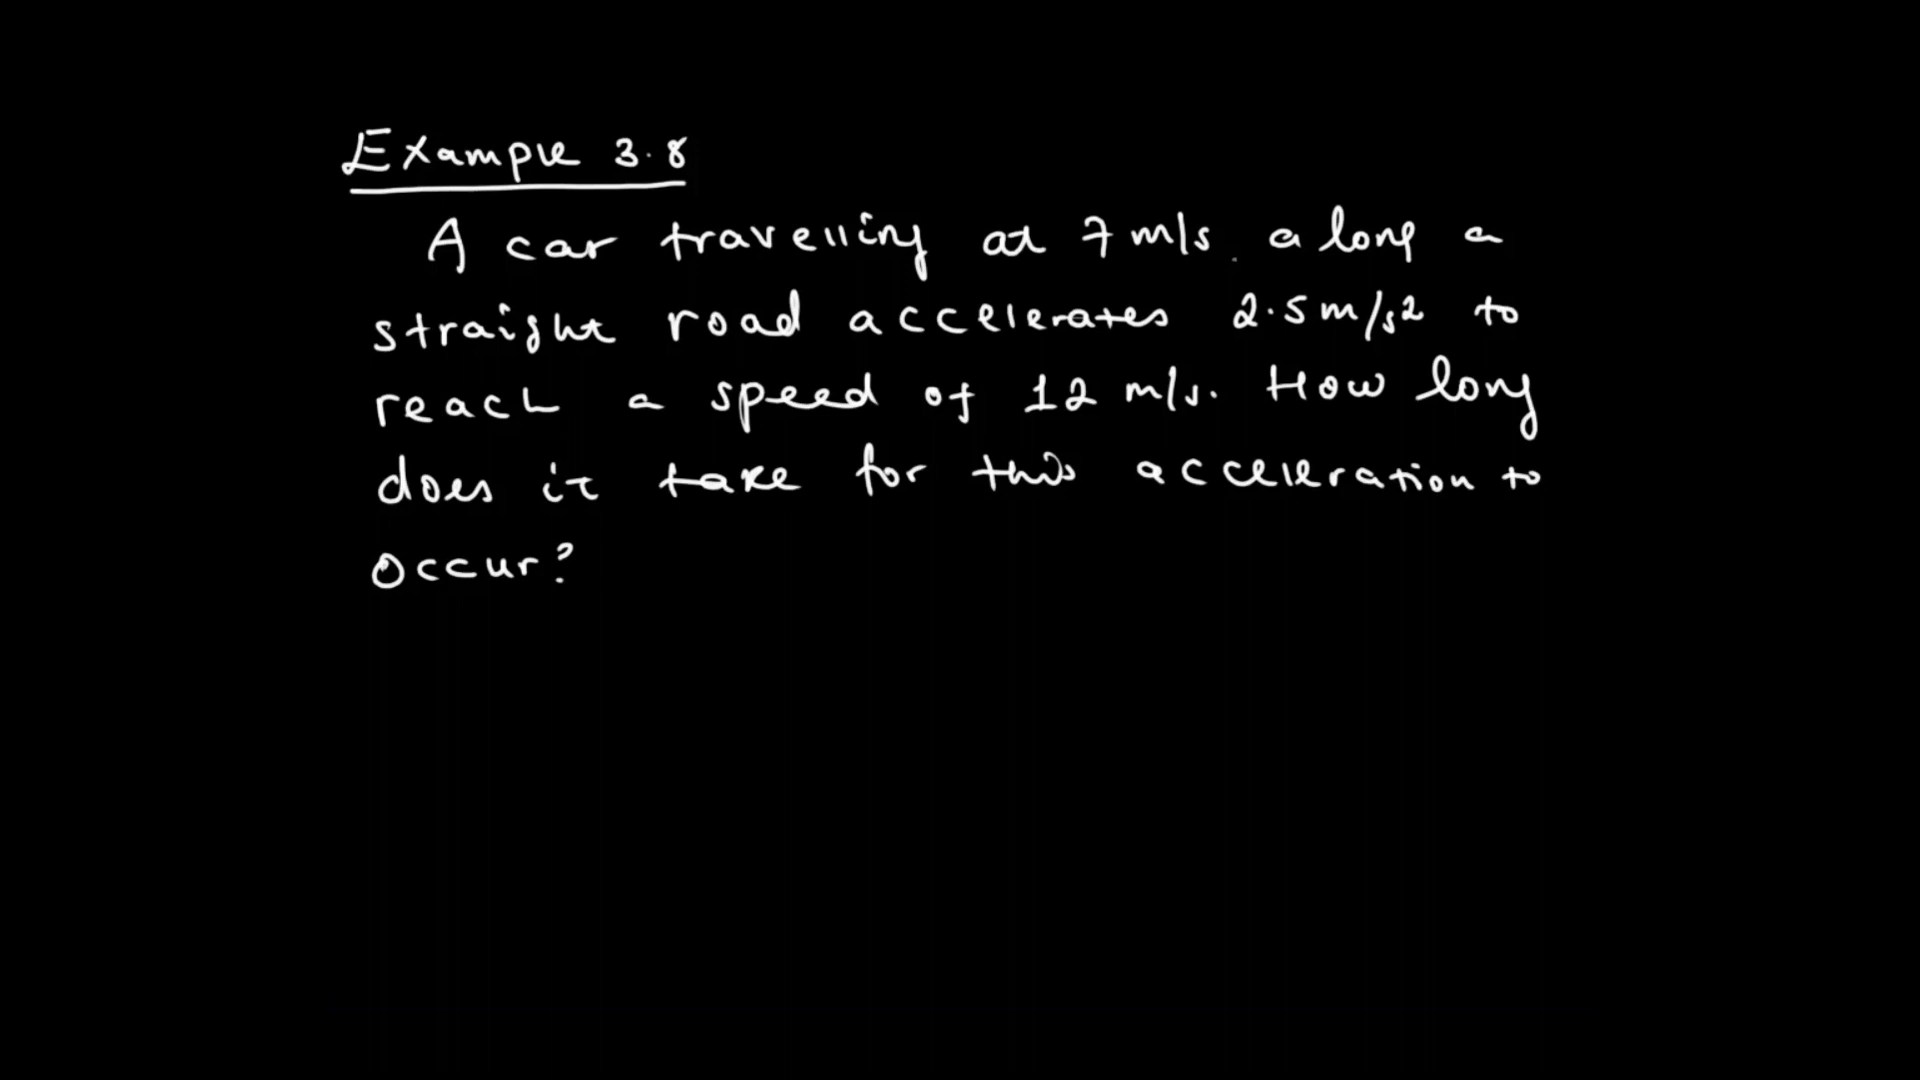 Example 3.8
A car travelling at 7 m/s. along a
straight road accelerates 2.5 m/s2 to
reach a speed of 12 m/s. How long
does it take for this acceleration to
occur?